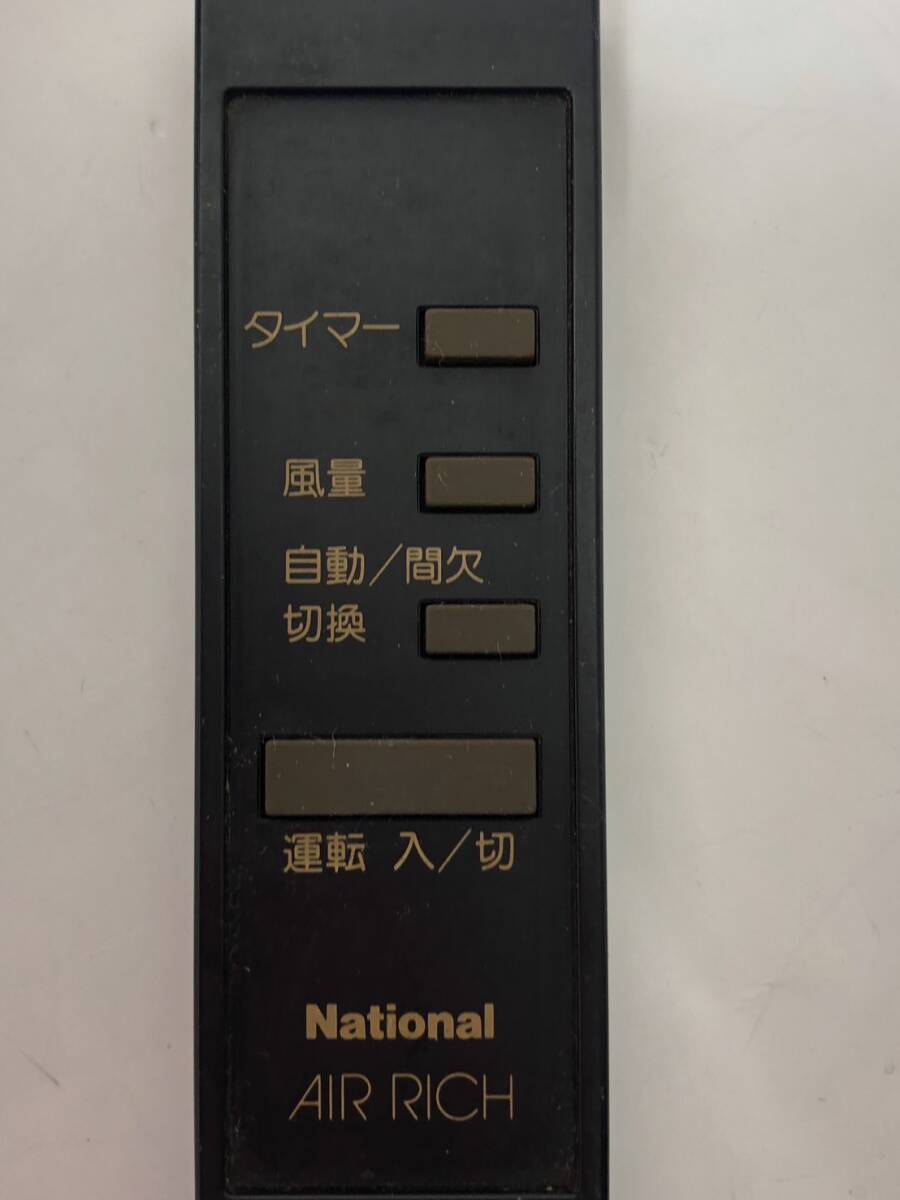 タイマー
風量
自動／間欠
切換
運転 入／切
National
AIR RICH